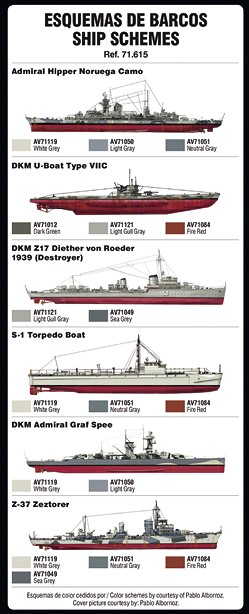 ESQUEMAS DE BARCOS
SHIP SCHEMES
Ref. 71.615
Admiral Hipper Noruega Camo
AV71119 AV71050 AV71051
White Grey Light Gray Neutral Gray
DKM U-Boat Type VIIC
AV71012 AV71121 AV71084
Dark Green Light Gull Gray Fire Red
DKM Z17 Diether von Roeder
1939 (Destroyer)
AV71121 AV71049
Light Gull Gray Sea Grey
S-1 Torpedo Boat
AV71119 AV71051 AV71084
White Grey Neutral Gray Fire Red
DKM Admiral Graf Spee
AV71119 AV71050
White Grey Light Gray
Z-37 Zeztorer
AV71119 AV71051 AV71084
White Grey Neutral Gray Fire Red
AV71049
Sea Grey
Esquemas de color cedidos por / Color schemes by courtesy of Pablo Albornoz.
Cover picture courtesy by: Pablo Albornoz.